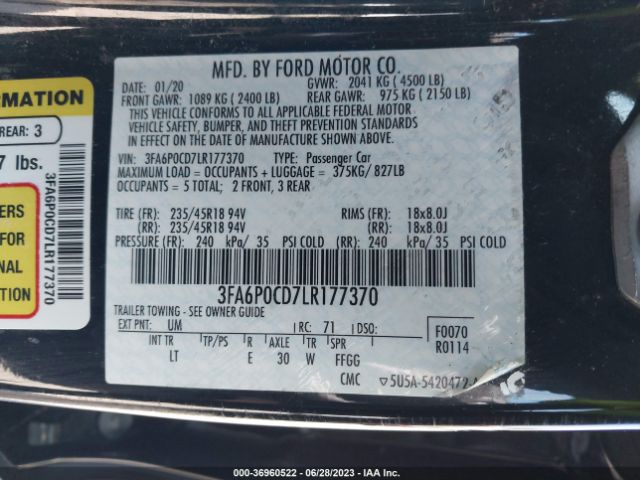 MFD. BY FORD MOTOR CO.
DATE: 01/20 GVWR: 2041 KG (4500 LB)
FRONT GAWR: 1089 KG (2400 LB) REAR GAWR: 975 KG (2150 LB)
THIS VEHICLE CONFORMS TO ALL APPLICABLE FEDERAL MOTOR
VEHICLE SAFETY, BUMPER, AND THEFT PREVENTION STANDARDS
IN EFFECT ON THE DATE OF MANUFACTURE SHOWN ABOVE.
VIN: 3FA6P0CD7LR177370 TYPE: Passenger Car
MAXIMUM LOAD = OCCUPANTS + LUGGAGE = 375KG/ 827LB
OCCUPANTS = 5 TOTAL; 2 FRONT, 3 REAR
TIRE (FR): 235/45R18 94V RIMS (FR): 18x8.0J
(RR): 235/45R18 94V (RR): 18x8.0J
PRESSURE (FR): 240 kPa/ 35 PSI COLD (RR): 240 kPa/ 35 PSI COLD
3FA6P0CD7LR177370
TRAILER TOWING - SEE OWNER GUIDE
EXT PNT: UM RC: 71 DSO: F0070
INT TR TP/PS R AXLE TR SPR R0114
LT E 30 W FFGG
CMC 5U5A-5420472-
ORMATION
REAR: 3
7 lbs.
ERS
FOR
NAL
TION
3FA6P0CD7LR177370
© COPART 36960522 / 06/28/2023 / IAA Inc.